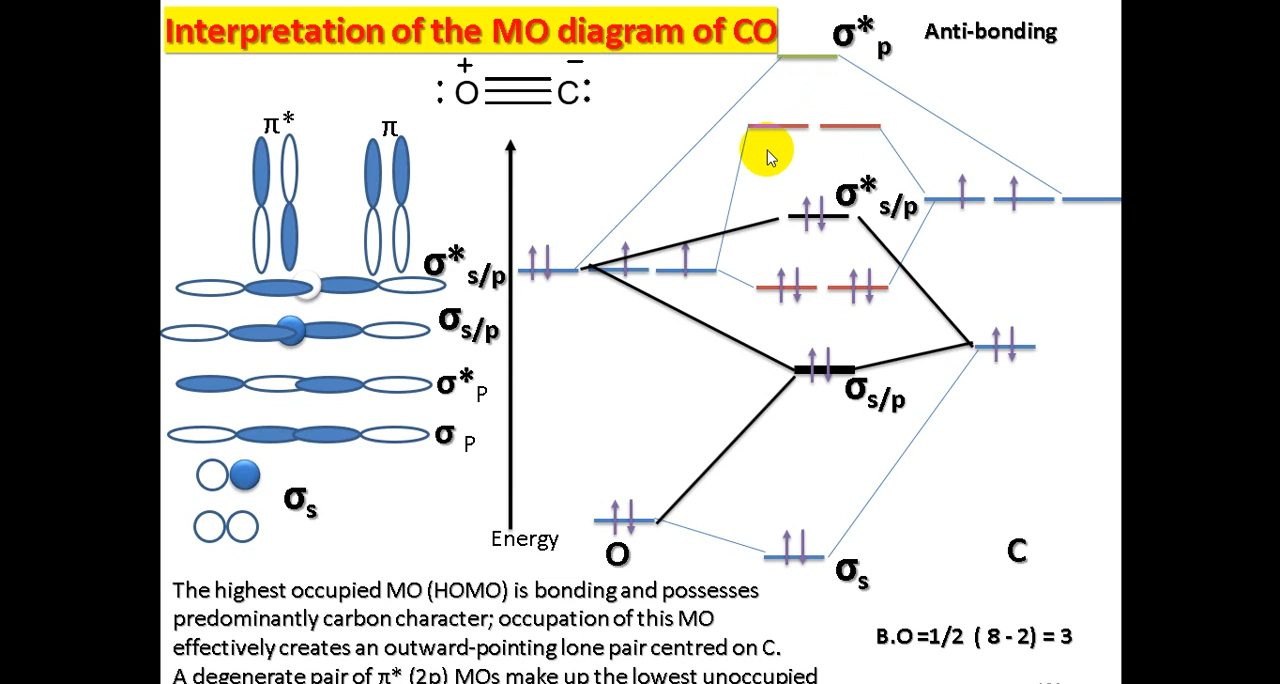 Interpretation of the MO diagram of CO
σ*p
Anti-bonding
+ −
:O≡C:
π* π
σ*s/p
σ*s/p
σs/p
σs/p
σ*P
σP
σs
Energy
O
C
σs
The highest occupied MO (HOMO) is bonding and possesses
predominantly carbon character; occupation of this MO
effectively creates an outward-pointing lone pair centred on C.
A degenerate pair of π* (2p) MOs make up the lowest unoccupied
B.O =1/2 ( 8 - 2) = 3